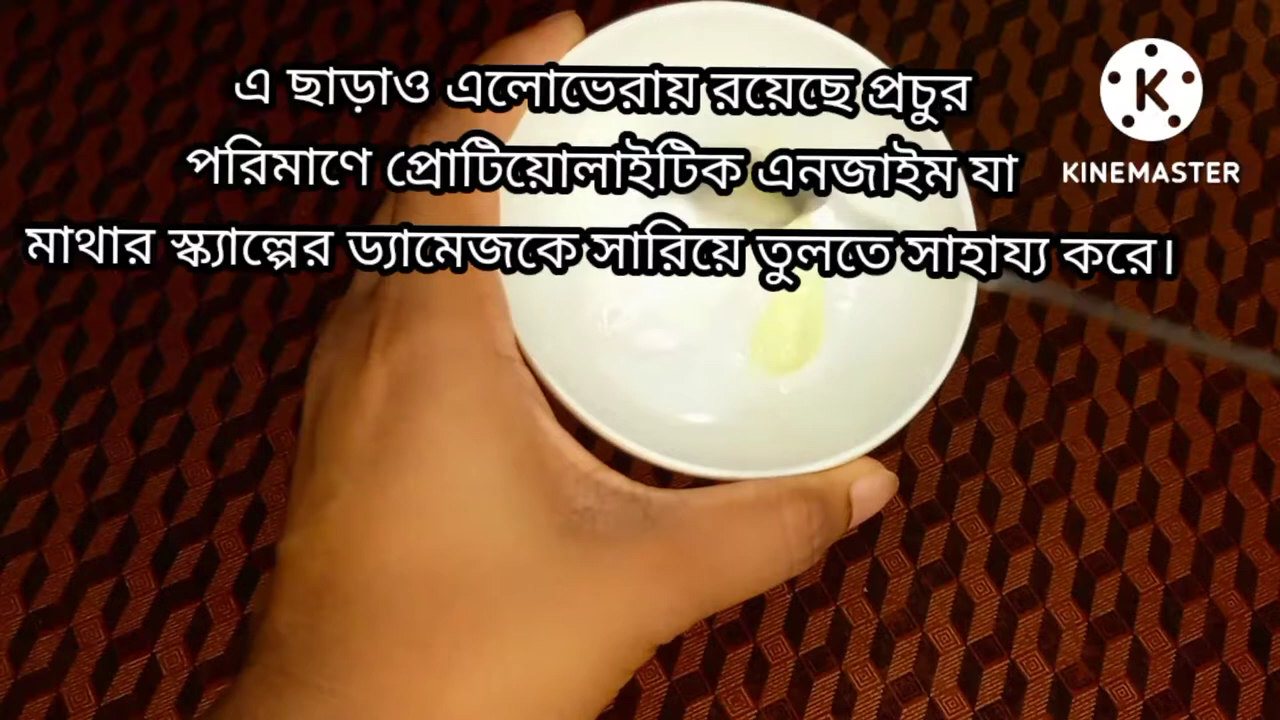 এ ছাড়াও এলোভেরায় রয়েছে প্রচুর
পরিমাণে প্রোটিয়োলাইটিক এনজাইম যা
মাথার স্ক্যাল্পের ড্যামেজকে সারিয়ে তুলতে সাহায্য করে।
K
KINEMASTER